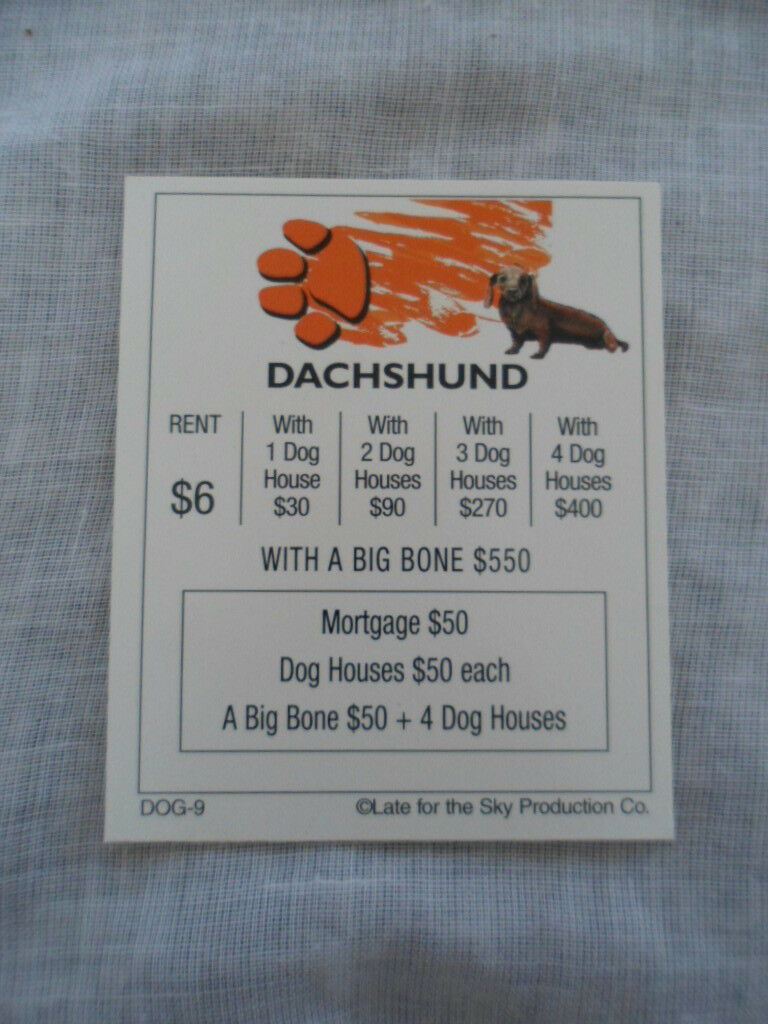 DACHSHUND
RENT
$6
With
1 Dog
House
$30
With
2 Dog
Houses
$90
With
3 Dog
Houses
$270
With
4 Dog
Houses
$400
WITH A BIG BONE $550
Mortgage $50
Dog Houses $50 each
A Big Bone $50 + 4 Dog Houses
DOG-9
©Late for the Sky Production Co.